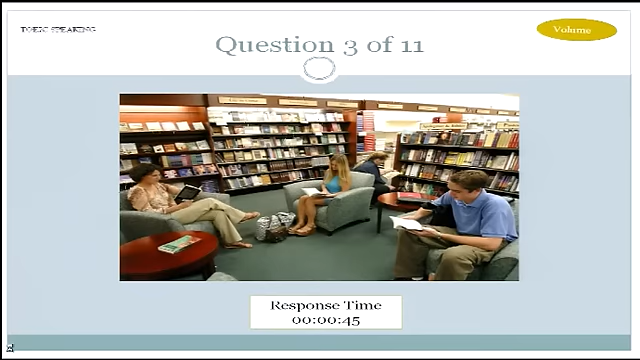 TOEIC SPEAKING
Volume
Question 3 of 11
Response Time
00:00:45